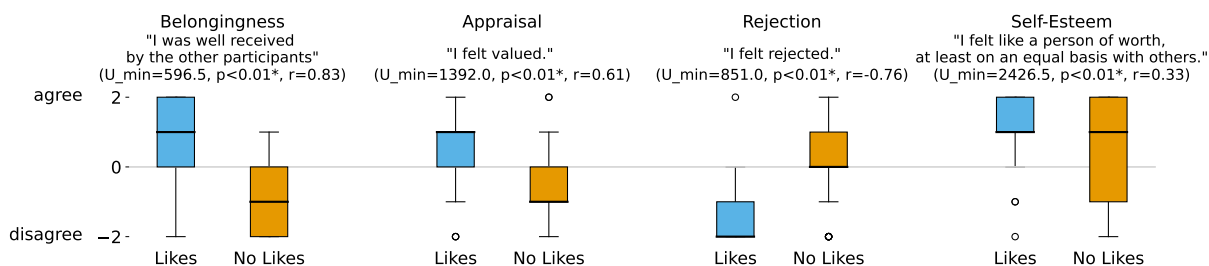 Belongingness
"I was well received
by the other participants"
(U_min=596.5, p<0.01*, r=0.83)
Appraisal
"I felt valued."
(U_min=1392.0, p<0.01*, r=0.61)
Rejection
"I felt rejected."
(U_min=851.0, p<0.01*, r=-0.76)
Self-Esteem
"I felt like a person of worth,
at least on an equal basis with others."
(U_min=2426.5, p<0.01*, r=0.33)
agree 2
0
disagree −2
Likes No Likes
Likes No Likes
Likes No Likes
Likes No Likes